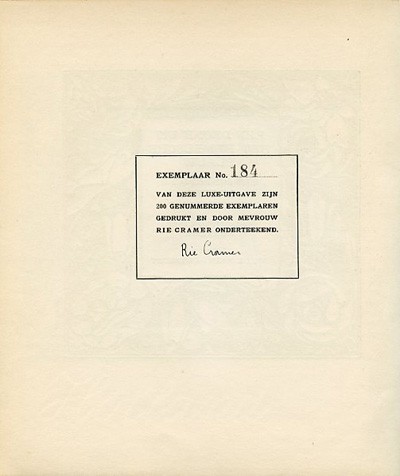 EXEMPLAAR No. 184
VAN DEZE LUXE-UITGAVE ZIJN
200 GENUMMERDE EXEMPLAREN
GEDRUKT EN DOOR MEVROUW
RIE CRAMER ONDERTEEKEND.
Rie Cramer